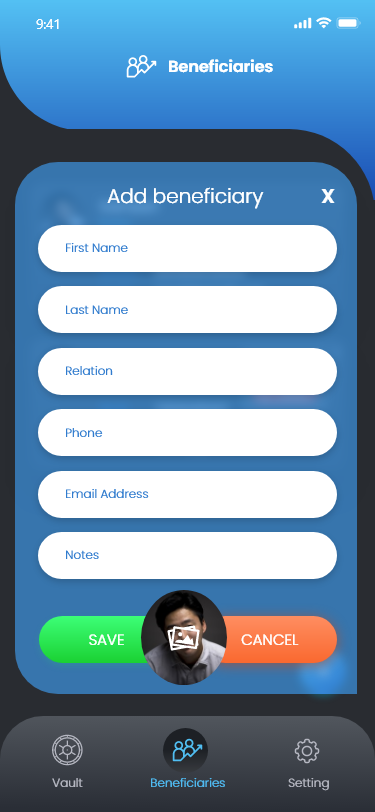 9:41
Beneficiaries
Add beneficiary X
First Name
Last Name
Relation
Phone
Email Address
Notes
SAVE CANCEL
Vault Beneficiaries Setting